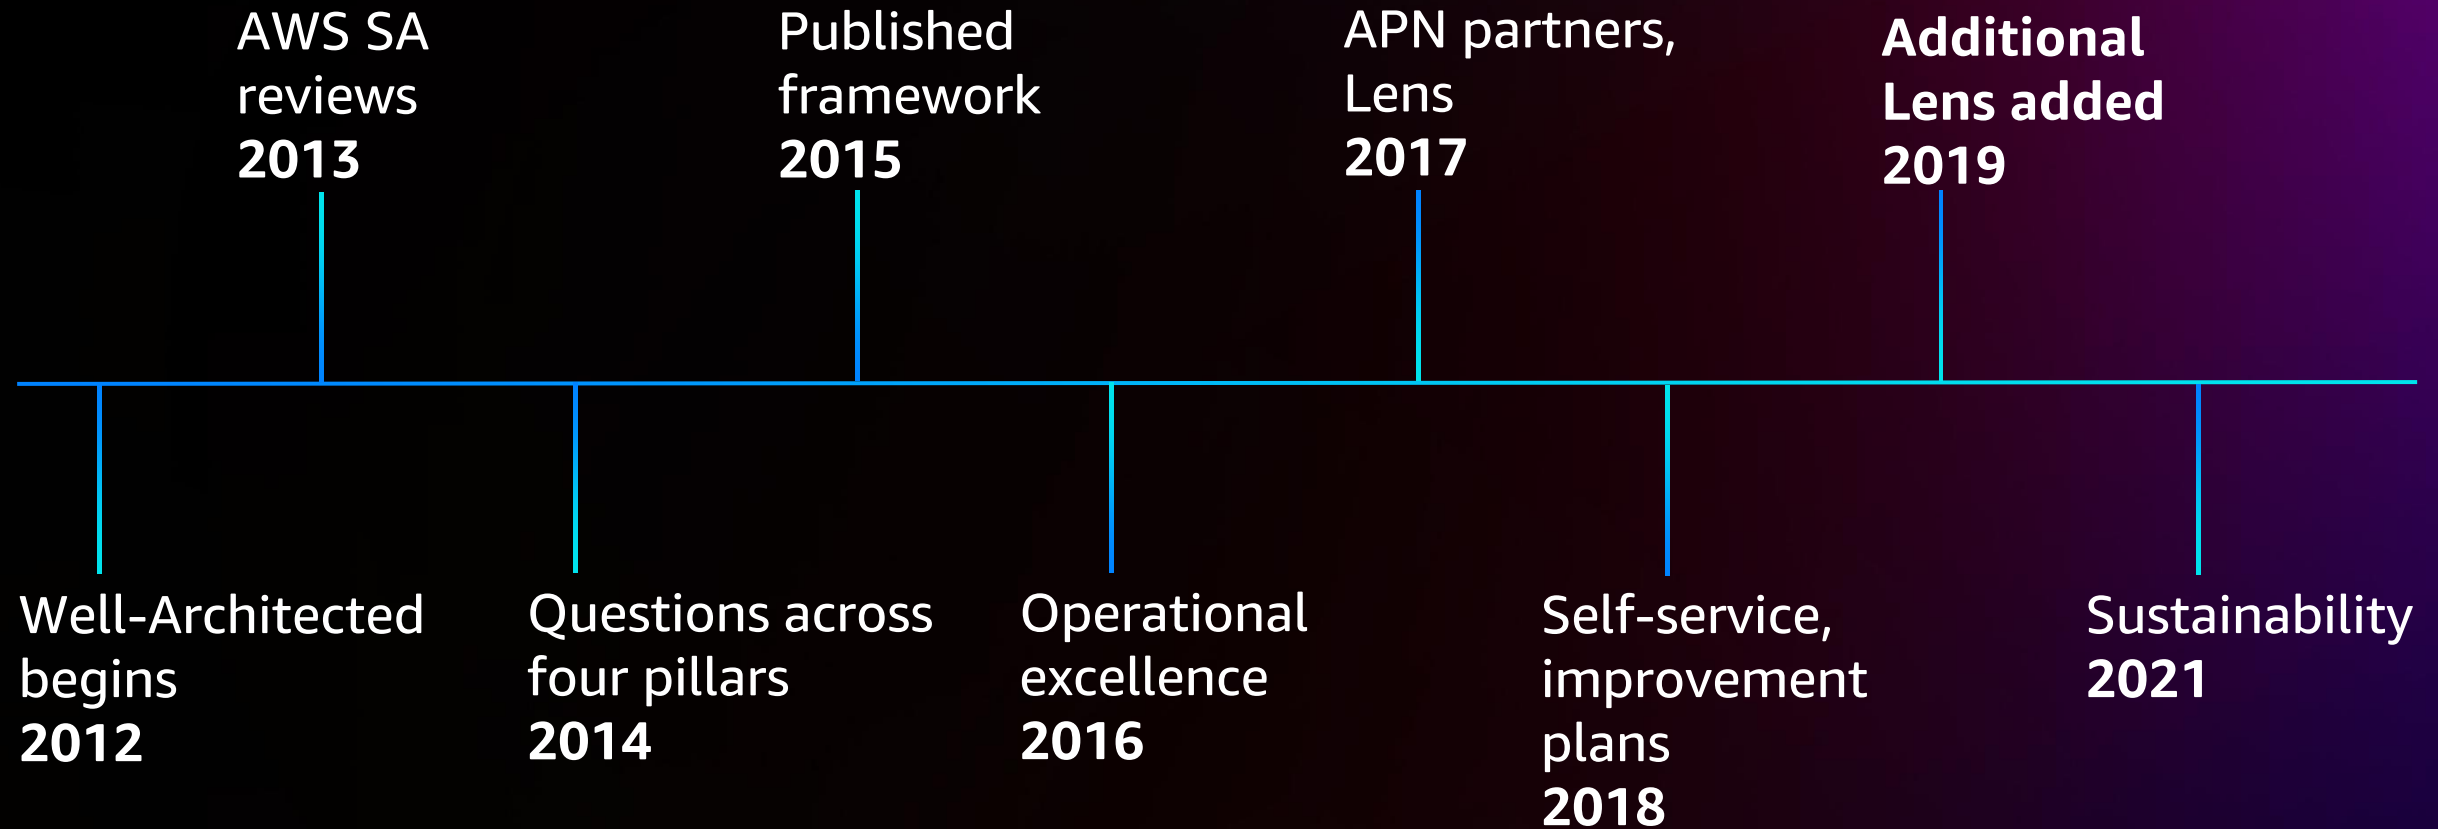 AWS SA
reviews
2013
Published
framework
2015
APN partners,
Lens
2017
Additional
Lens added
2019
Well-Architected
begins
2012
Questions across
four pillars
2014
Operational
excellence
2016
Self-service,
improvement
plans
2018
Sustainability
2021